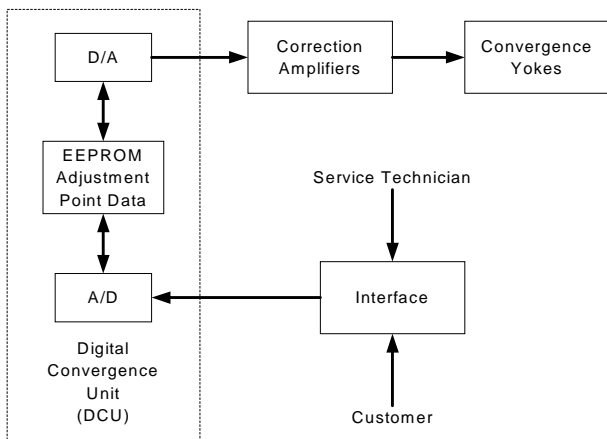 D/A
Correction
Amplifiers
Convergence
Yokes
EEPROM
Adjustment
Point Data
Service Technician
A/D
Interface
Digital
Convergence
Unit
(DCU)
Customer